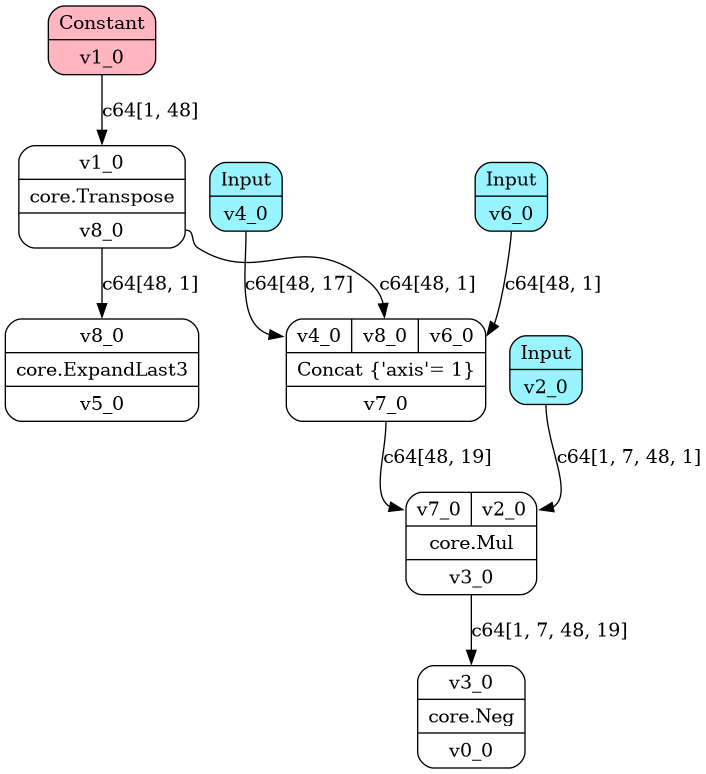 Constant
v1_0
c64[1, 48]
v1_0
core.Transpose
v8_0
Input
v4_0
Input
v6_0
c64[48, 1]
c64[48, 17]
c64[48, 1]
c64[48, 1]
v8_0
core.ExpandLast3
v5_0
v4_0 v8_0 v6_0
Concat {'axis'= 1}
v7_0
Input
v2_0
c64[48, 19]
c64[1, 7, 48, 1]
v7_0 v2_0
core.Mul
v3_0
c64[1, 7, 48, 19]
v3_0
core.Neg
v0_0